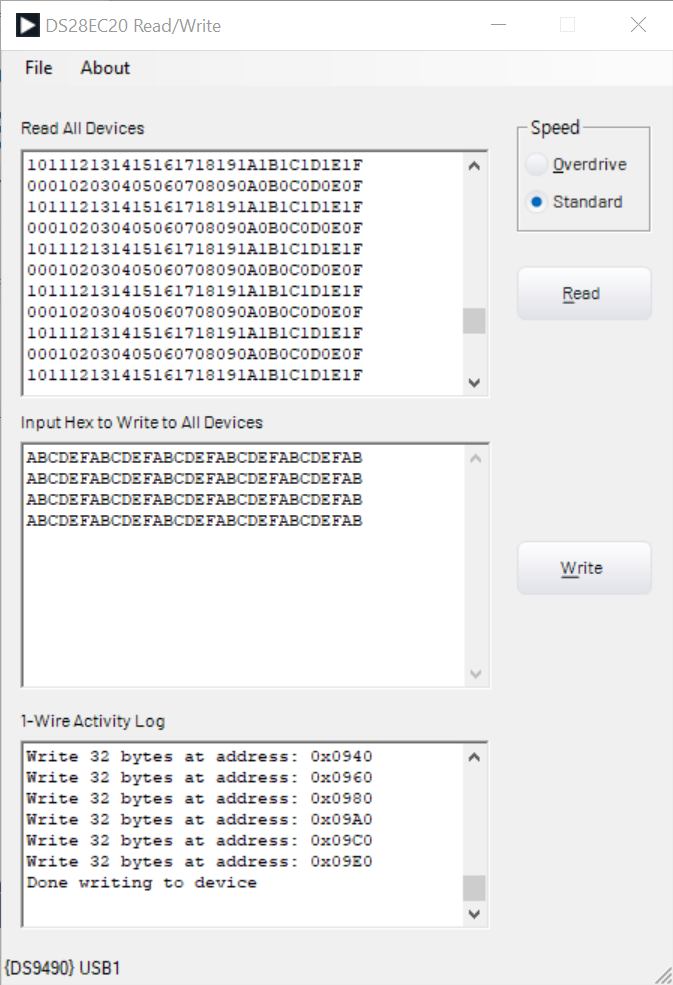 DS28EC20 Read/Write
File About
Read All Devices
101112131415161718191A1B1C1D1E1F
000102030405060708090A0B0C0D0E0F
101112131415161718191A1B1C1D1E1F
000102030405060708090A0B0C0D0E0F
101112131415161718191A1B1C1D1E1F
000102030405060708090A0B0C0D0E0F
101112131415161718191A1B1C1D1E1F
000102030405060708090A0B0C0D0E0F
101112131415161718191A1B1C1D1E1F
000102030405060708090A0B0C0D0E0F
101112131415161718191A1B1C1D1E1F
Speed
Overdrive
Standard
Read
Input Hex to Write to All Devices
ABCDEFABCDEFABCDEFABCDEFABCDEFAB
ABCDEFABCDEFABCDEFABCDEFABCDEFAB
ABCDEFABCDEFABCDEFABCDEFABCDEFAB
ABCDEFABCDEFABCDEFABCDEFABCDEFAB
Write
1-Wire Activity Log
Write 32 bytes at address: 0x0940
Write 32 bytes at address: 0x0960
Write 32 bytes at address: 0x0980
Write 32 bytes at address: 0x09A0
Write 32 bytes at address: 0x09C0
Write 32 bytes at address: 0x09E0
Done writing to device
{DS9490} USB1